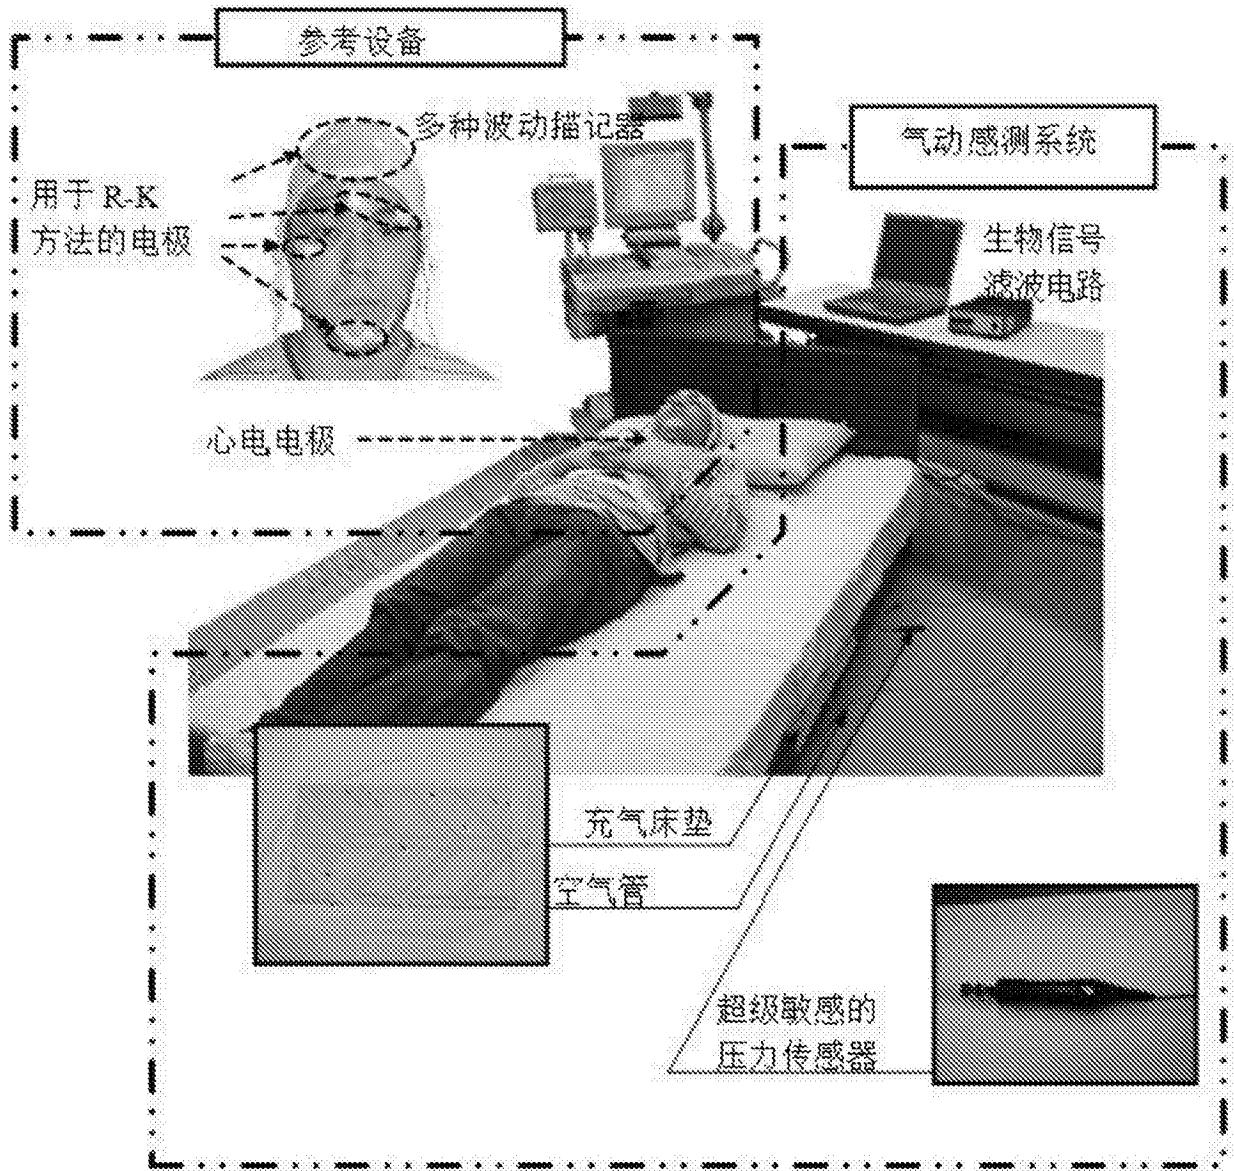 参考设备
多种波动描记器
气动感测系统
用于 R-K
方法的电极
生物信号
滤波电路
心电电极
充气床垫
空气管
超级敏感的
压力传感器